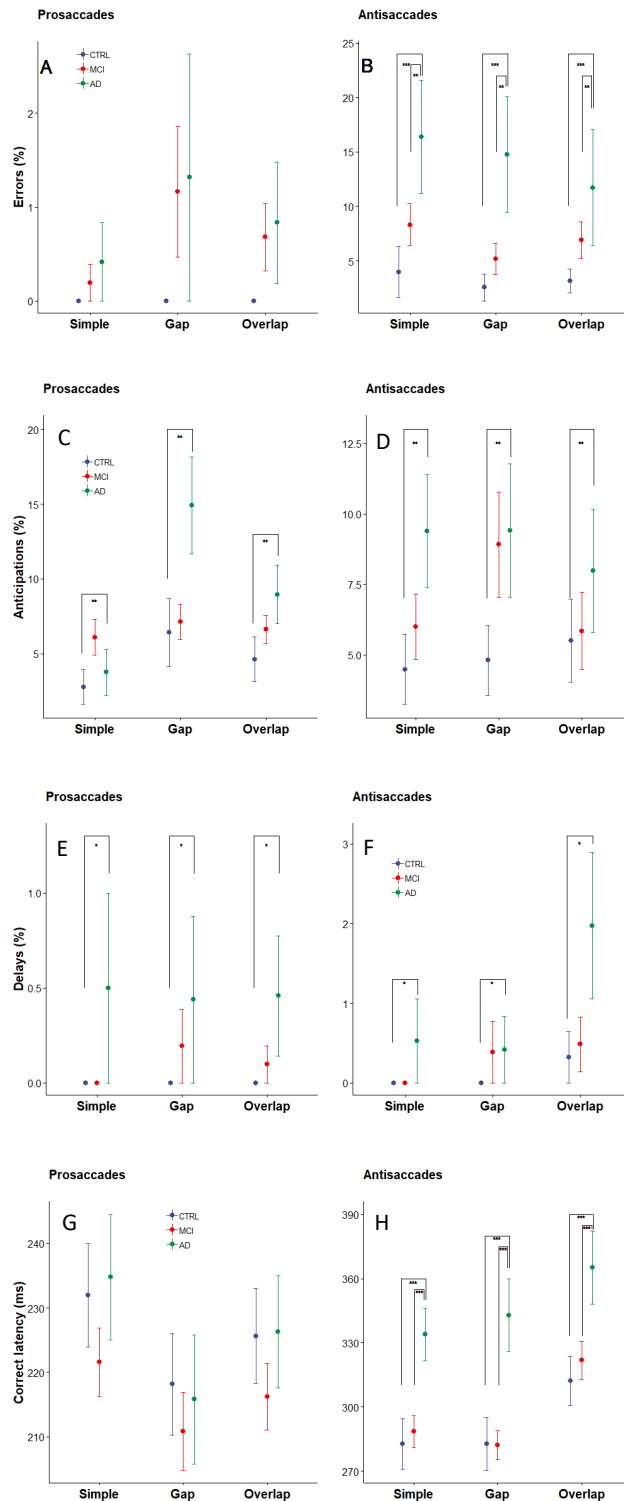 Prosaccades
Antisaccades
A
CTRL
MCI
AD
Errors (%)
2
1
0
Simple
Gap
Overlap
B
25
20
15
10
5
***
**
***
**
***
**
Simple
Gap
Overlap
Prosaccades
Antisaccades
C
CTRL
MCI
AD
Anticipations (%)
20
15
10
5
**
**
**
Simple
Gap
Overlap
D
12.5
10.0
7.5
5.0
**
**
**
Simple
Gap
Overlap
Prosaccades
Antisaccades
E
Delays (%)
1.0
0.5
0.0
*
*
*
Simple
Gap
Overlap
F
CTRL
MCI
AD
3
2
1
0
*
*
*
Simple
Gap
Overlap
Prosaccades
Antisaccades
G
CTRL
MCI
AD
Correct latency (ms)
240
230
220
210
Simple
Gap
Overlap
H
390
360
330
300
270
***
***
***
***
***
***
Simple
Gap
Overlap